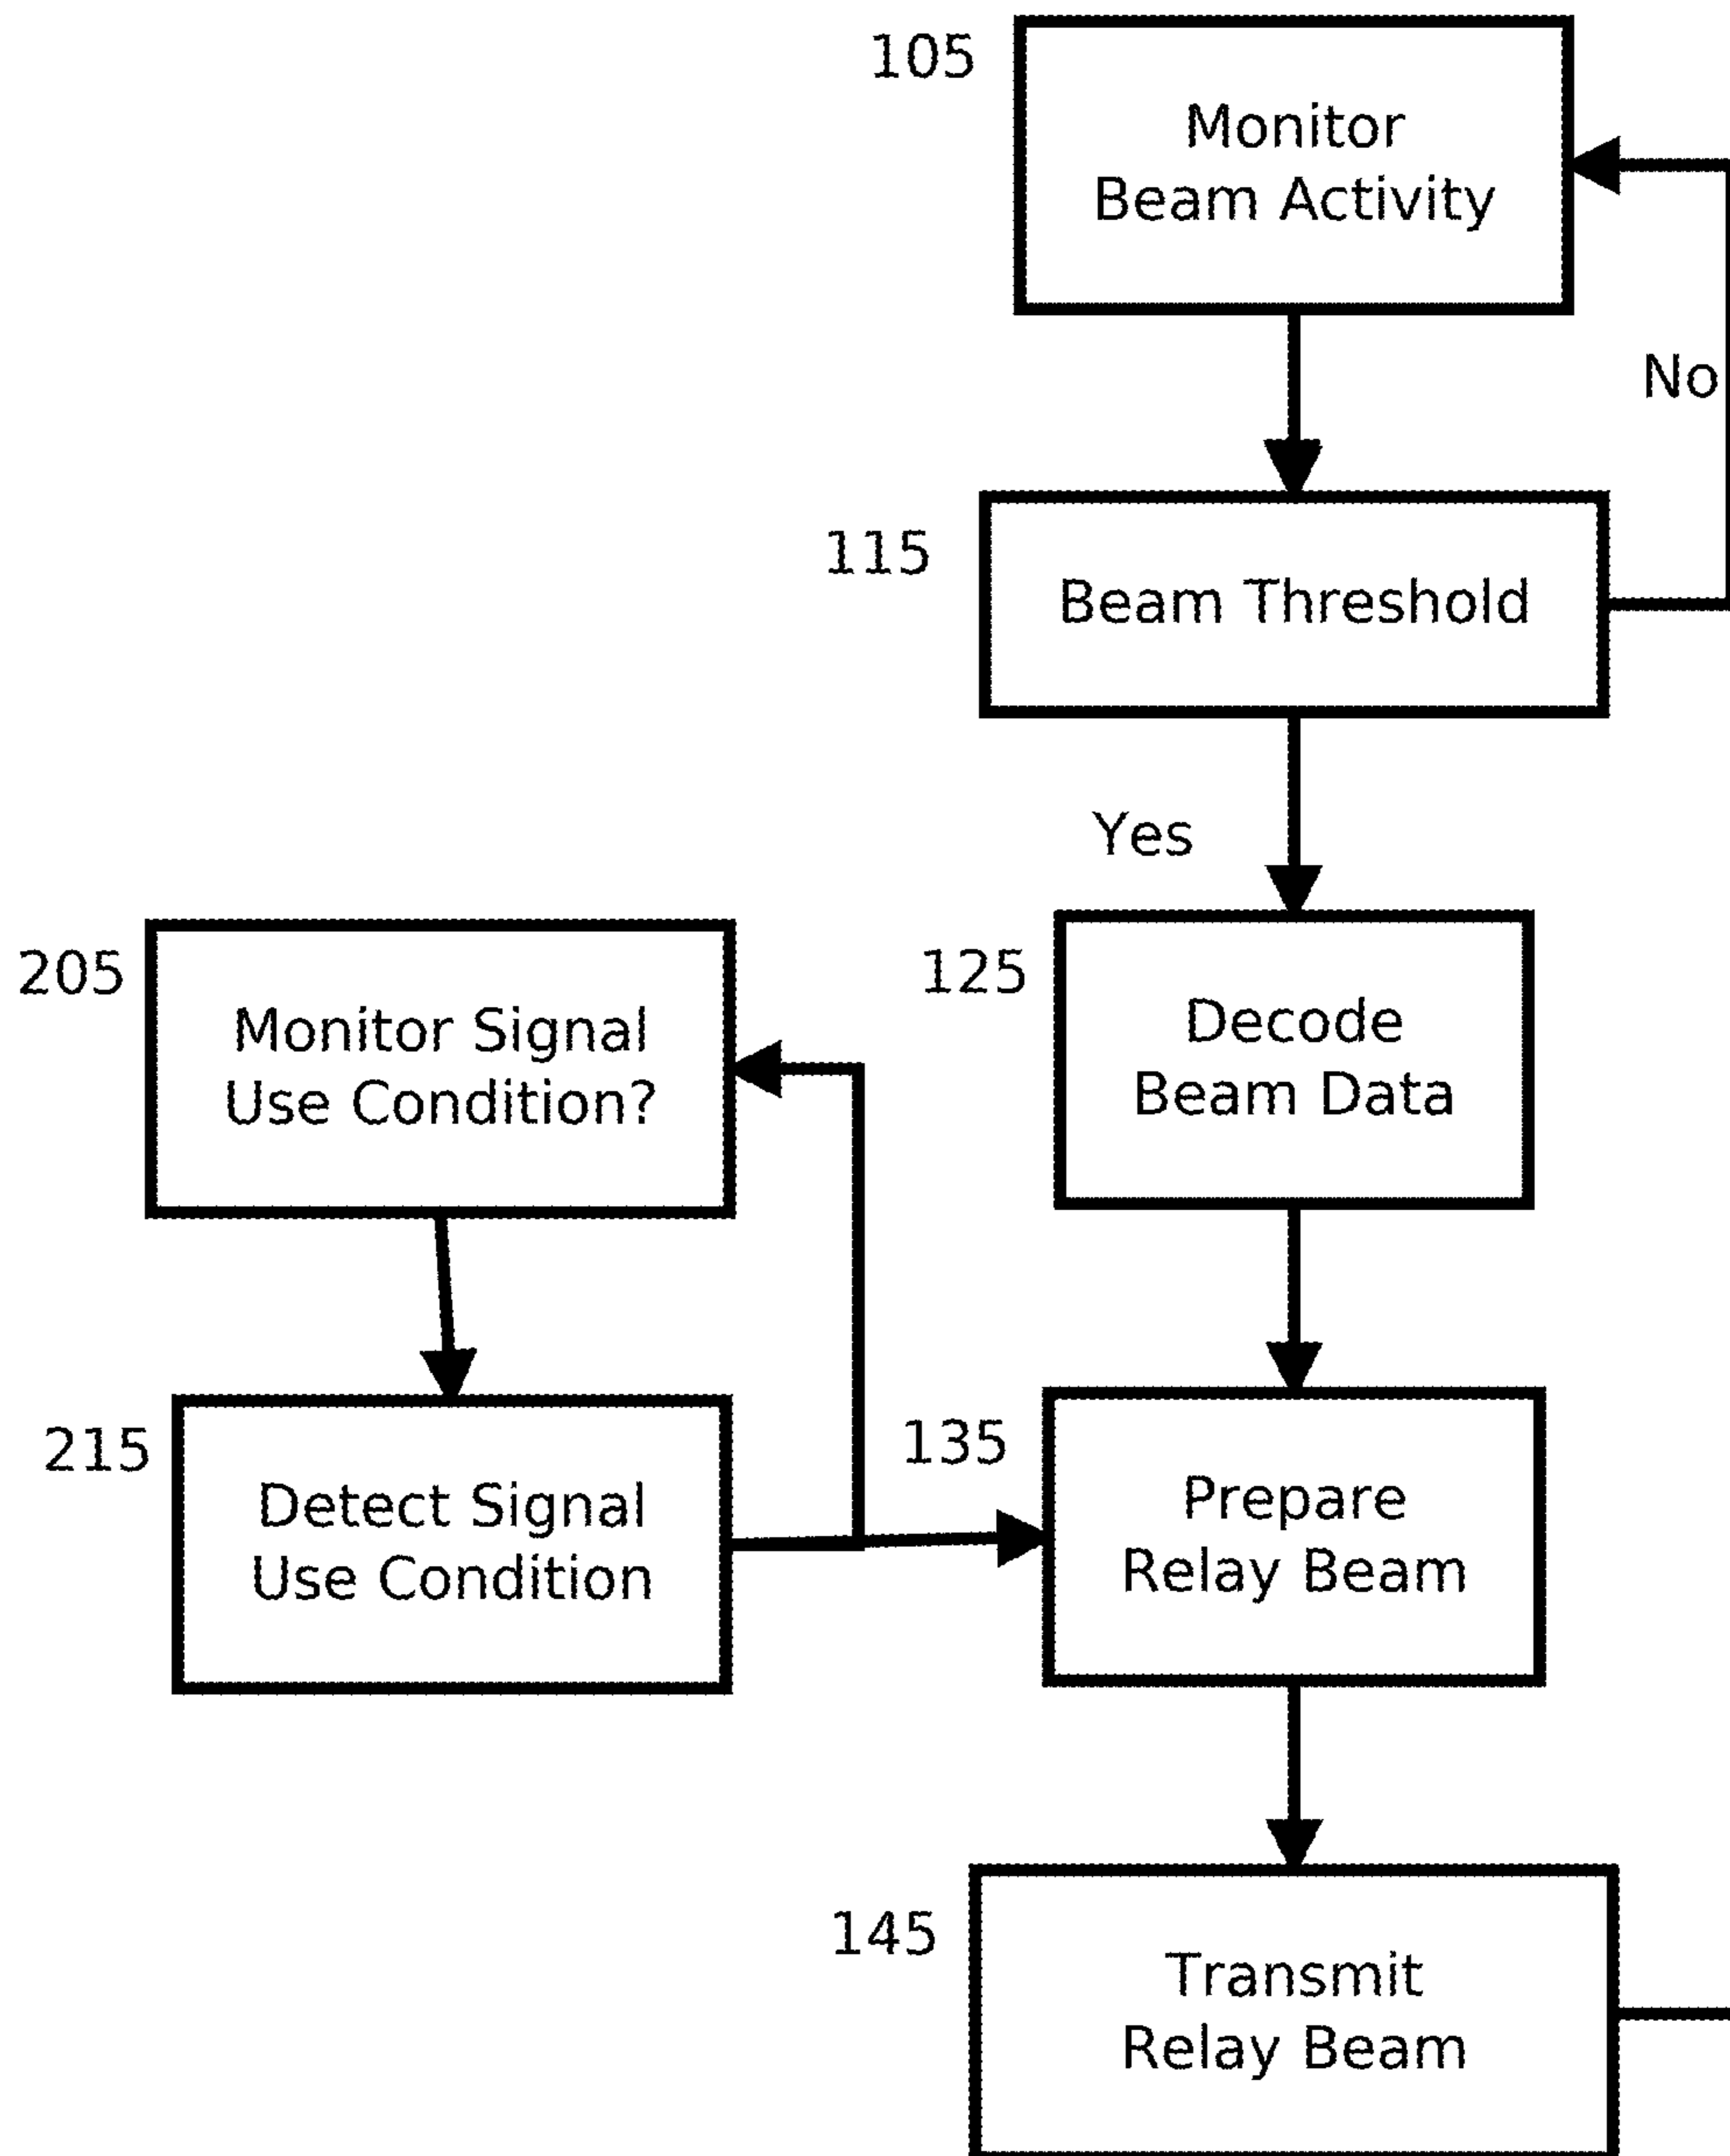 105
Monitor
Beam Activity
No
115
Beam Threshold
Yes
205
Monitor Signal
Use Condition?
125
Decode
Beam Data
215
Detect Signal
Use Condition
135
Prepare
Relay Beam
145
Transmit
Relay Beam